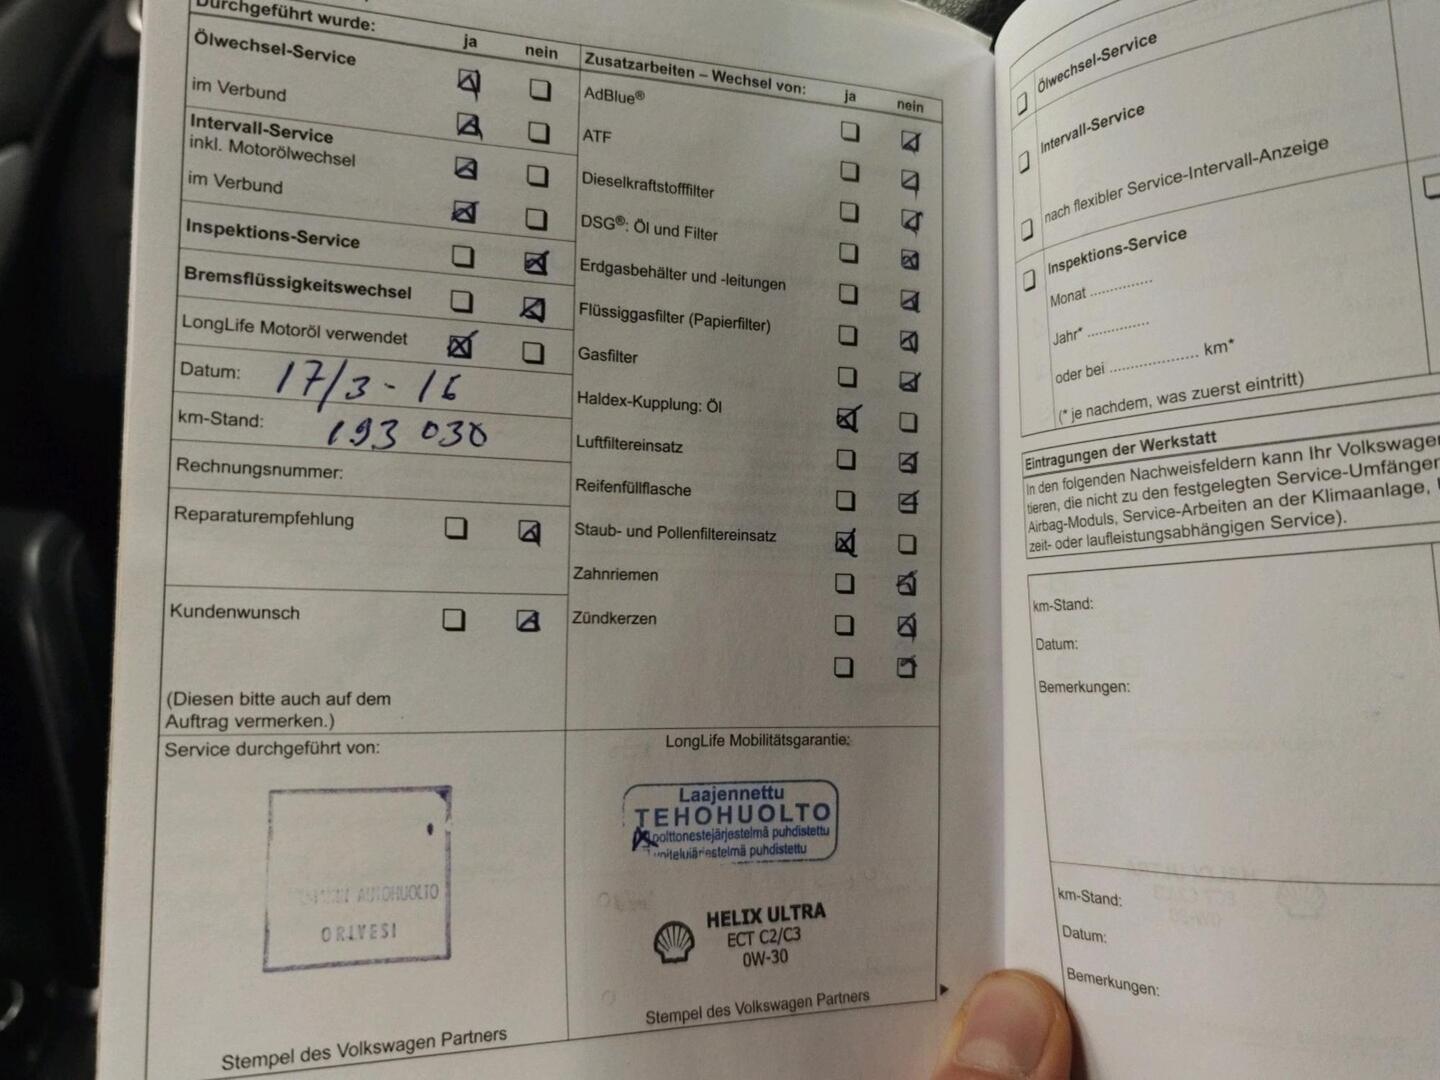 Durchgeführt wurde:
ja nein
Ölwechsel-Service
im Verbund
Intervall-Service
inkl. Motorölwechsel
im Verbund
Inspektions-Service
Bremsflüssigkeitswechsel
LongLife Motoröl verwendet
Datum: 17/3-16
km-Stand: 193 030
Rechnungsnummer:
Reparaturempfehlung
Kundenwunsch
(Diesen bitte auch auf dem
Auftrag vermerken.)
Service durchgeführt von:
AUTOHUOLTO
ORIVESI
Stempel des Volkswagen Partners
Zusatzarbeiten – Wechsel von: ja nein
AdBlue®
ATF
Dieselkraftstofffilter
DSG®: Öl und Filter
Erdgasbehälter und -leitungen
Flüssiggasfilter (Papierfilter)
Gasfilter
Haldex-Kupplung: Öl
Luftfiltereinsatz
Reifenfüllflasche
Staub- und Pollenfiltereinsatz
Zahnriemen
Zündkerzen
LongLife Mobilitätsgarantie:
Laajennettu
TEHOHUOLTO
polttonestejärjestelmä puhdistettu
puhdistettu
HELIX ULTRA
ECT C2/C3
0W-30
Stempel des Volkswagen Partners
Ölwechsel-Service
Intervall-Service
nach flexibler Service-Intervall-Anzeige
Inspektions-Service
Monat ..............
Jahr* ..............
oder bei .................... km*
(* je nachdem, was zuerst eintritt)
Eintragungen der Werkstatt
In den folgenden Nachweisfeldern kann Ihr Volkswage
tieren, die nicht zu den festgelegten Service-Umfänge
Airbag-Moduls, Service-Arbeiten an der Klimaanlage,
zeit- oder laufleistungsabhängigen Service).
km-Stand:
Datum:
Bemerkungen:
km-Stand:
Datum:
Bemerkungen: